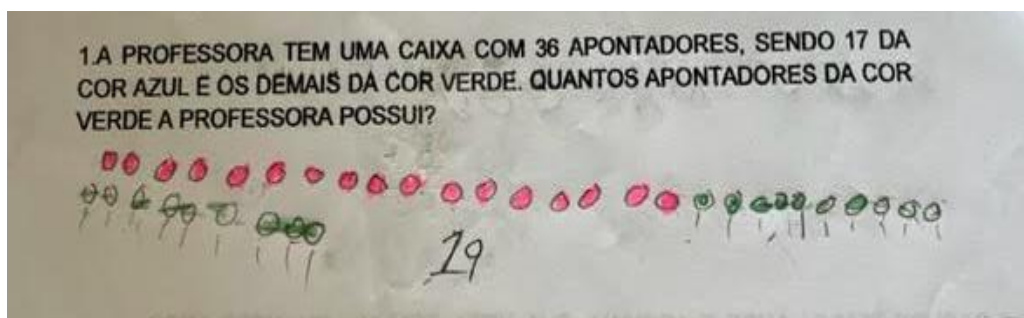 1.A PROFESSORA TEM UMA CAIXA COM 36 APONTADORES, SENDO 17 DA
COR AZUL E OS DEMAIS DA COR VERDE. QUANTOS APONTADORES DA COR
VERDE A PROFESSORA POSSUI?
19